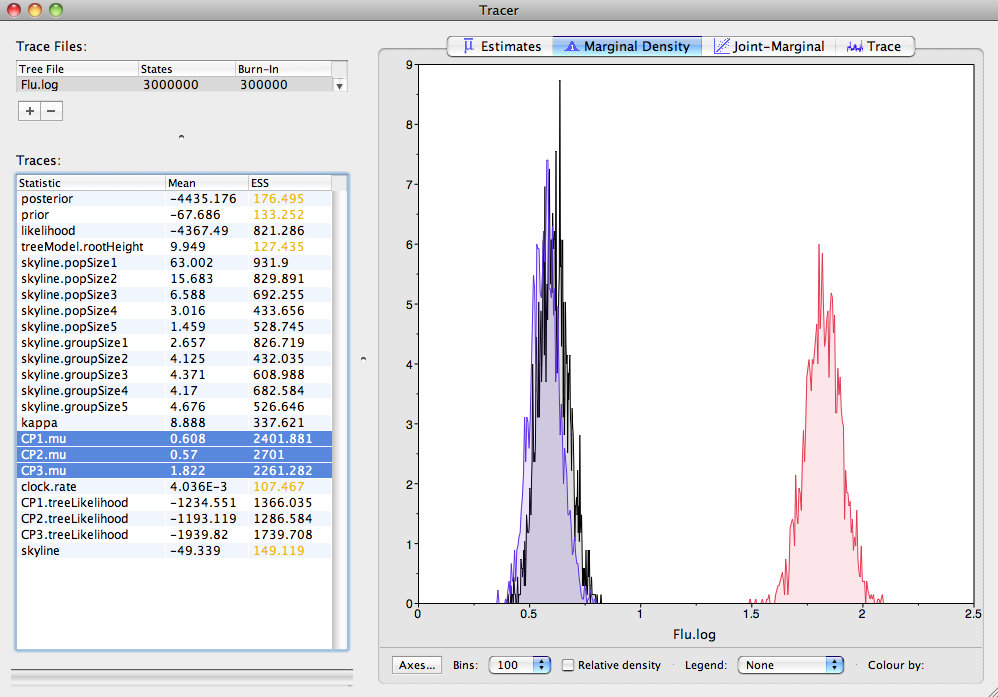 Tracer
Trace Files:
Tree File States Burn-In
Flu.log 3000000 300000
+ −
Traces:
Statistic Mean ESS
posterior -4435.176 176.495
prior -67.686 133.252
likelihood -4367.49 821.286
treeModel.rootHeight 9.949 127.435
skyline.popSize1 63.002 931.9
skyline.popSize2 15.683 829.891
skyline.popSize3 6.588 692.255
skyline.popSize4 3.016 433.656
skyline.popSize5 1.459 528.745
skyline.groupSize1 2.657 826.719
skyline.groupSize2 4.125 432.035
skyline.groupSize3 4.371 608.988
skyline.groupSize4 4.17 682.584
skyline.groupSize5 4.676 526.646
kappa 8.888 337.621
CP1.mu 0.608 2401.881
CP2.mu 0.57 2701
CP3.mu 1.822 2261.282
clock.rate 4.036E-3 107.467
CP1.treeLikelihood -1234.551 1366.035
CP2.treeLikelihood -1193.119 1286.584
CP3.treeLikelihood -1939.82 1739.708
skyline -49.339 149.119
Estimates Marginal Density Joint-Marginal Trace
9
8
7
6
5
4
3
2
1
0
0 0.5 1 1.5 2 2.5
Flu.log
Axes... Bins: 100 Relative density Legend: None Colour by: